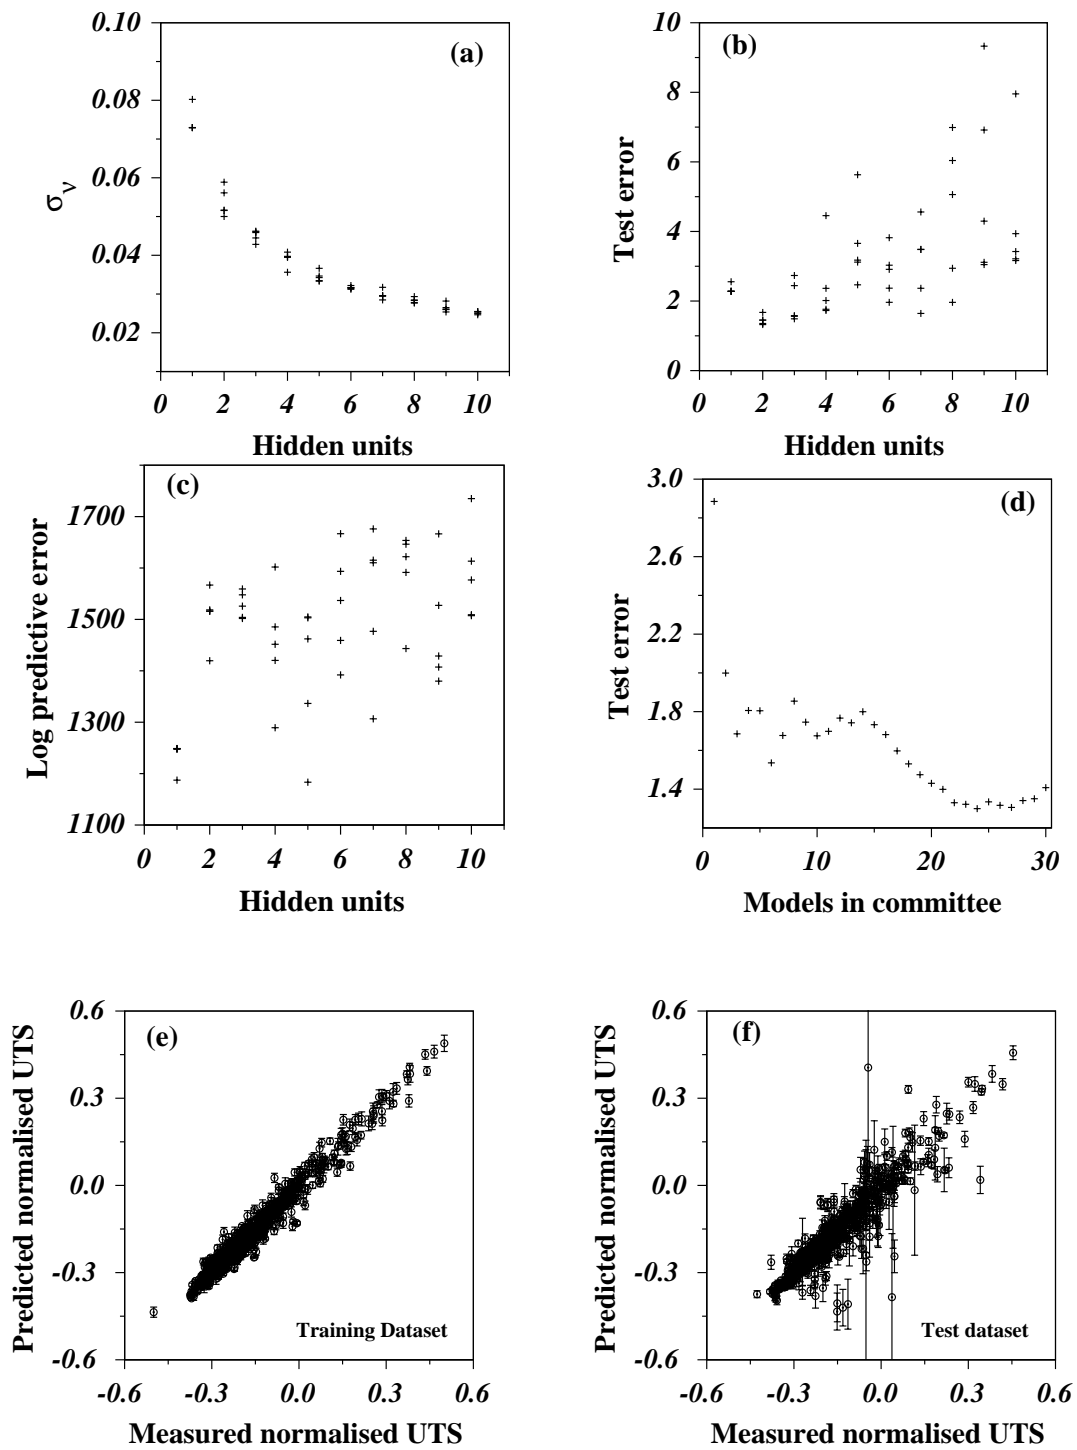 0.10
0.08
0.06
0.04
0.02
σν
(a)
0 2 4 6 8 10
Hidden units
10
8
6
4
2
0
Test error
(b)
0 2 4 6 8 10
Hidden units
1700
1500
1300
1100
Log predictive error
(c)
0 2 4 6 8 10
Hidden units
3.0
2.6
2.2
1.8
1.4
Test error
(d)
0 10 20 30
Models in committee
0.6
0.3
0.0
-0.3
-0.6
Predicted normalised UTS
(e)
Training Dataset
-0.6 -0.3 0.0 0.3 0.6
Measured normalised UTS
0.6
0.3
0.0
-0.3
-0.6
Predicted normalised UTS
(f)
Test dataset
-0.6 -0.3 0.0 0.3 0.6
Measured normalised UTS